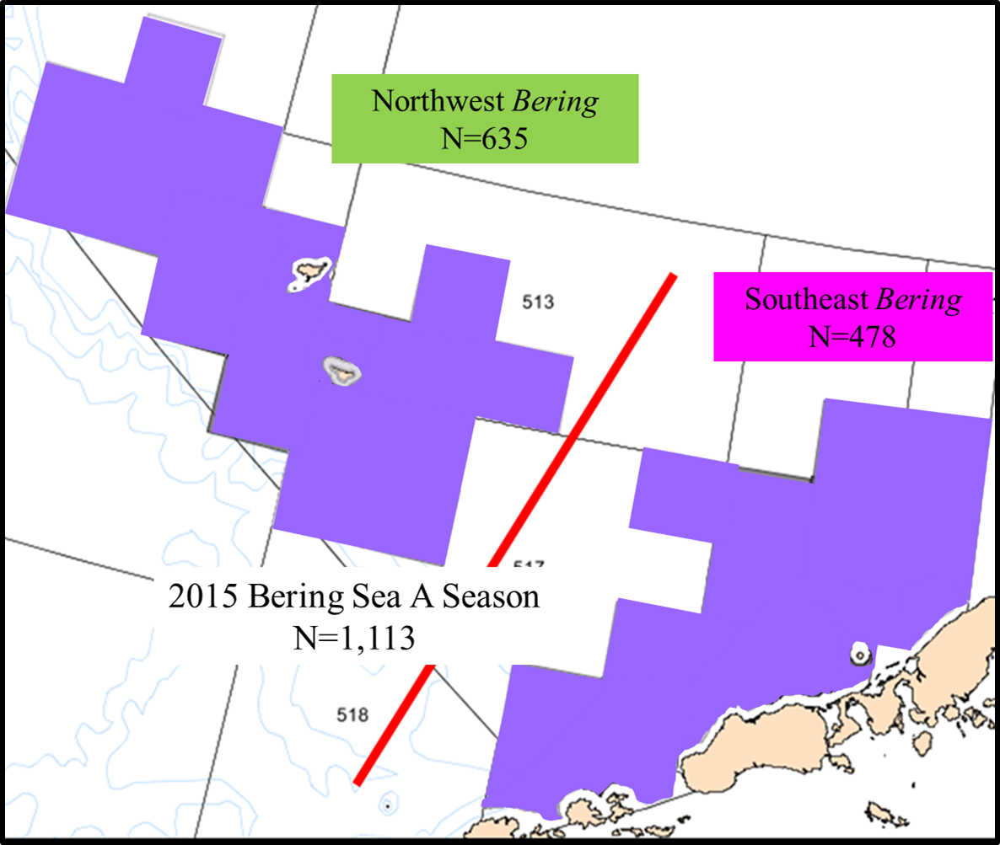 Northwest Bering
N=635
513
Southeast Bering
N=478
2015 Bering Sea A Season
N=1,113
518